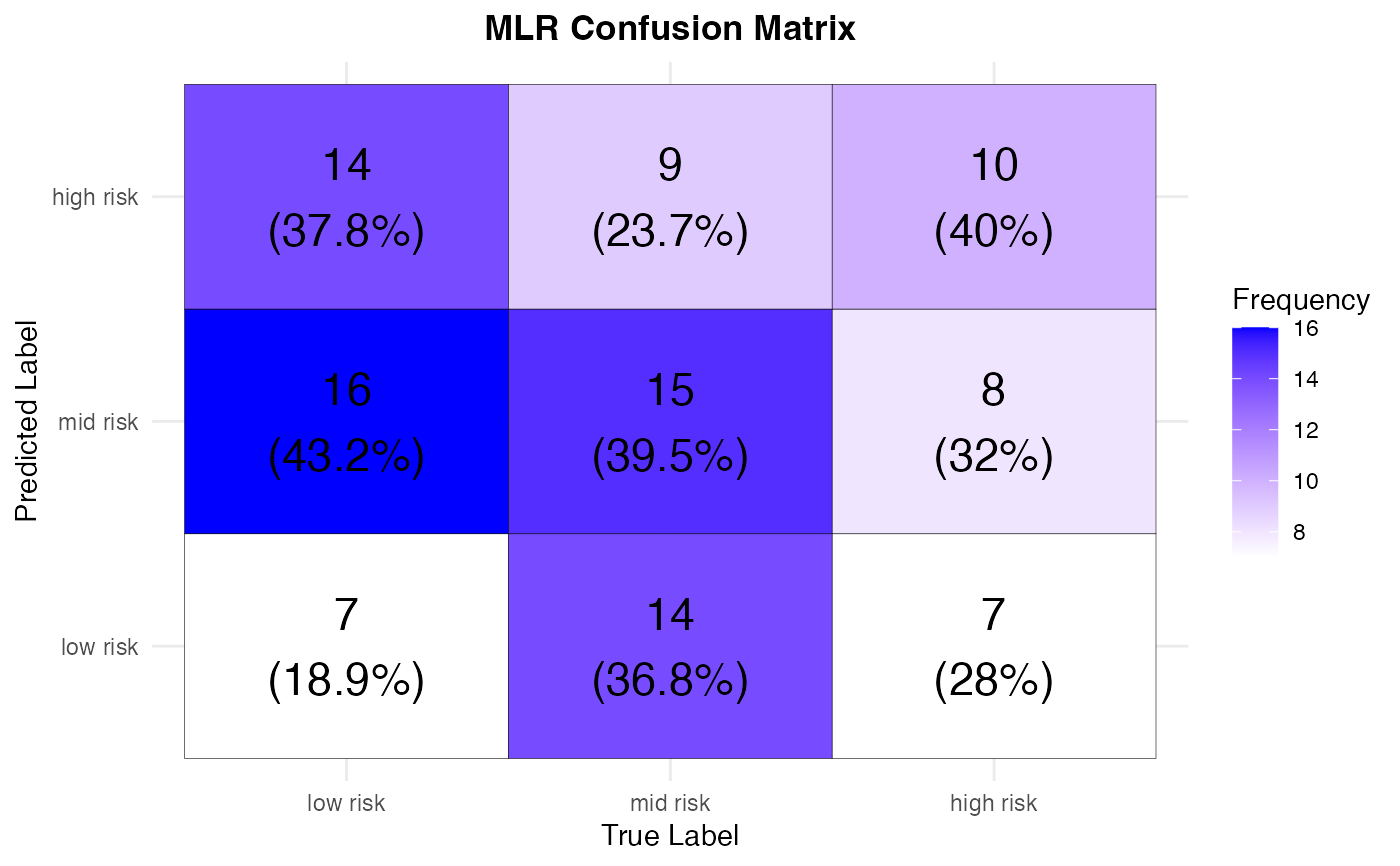 MLR Confusion Matrix
Predicted Label
high risk
14
(37.8%)
9
(23.7%)
10
(40%)
mid risk
16
(43.2%)
15
(39.5%)
8
(32%)
low risk
7
(18.9%)
14
(36.8%)
7
(28%)
low risk
mid risk
high risk
True Label
Frequency
16
14
12
10
8